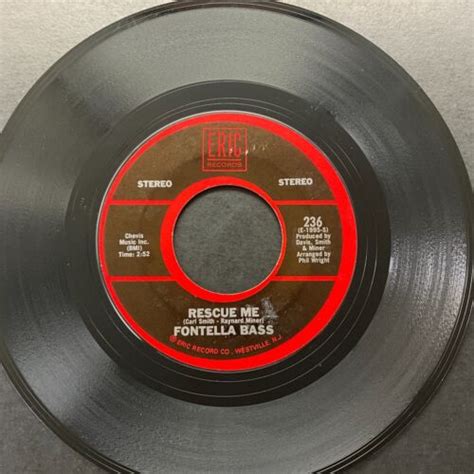 ERIC
RECORDS
STEREO
STEREO
Chevis
Music Inc.
(BMI)
Time: 2:52
236
(E-1995-S)
Produced by
Davis, Smith
& Miner
Arranged by
Phil Wright
RESCUE ME
(Carl Smith - Raynard Miner)
FONTELLA BASS
© ERIC RECORD CO., WESTVILLE, N.J.